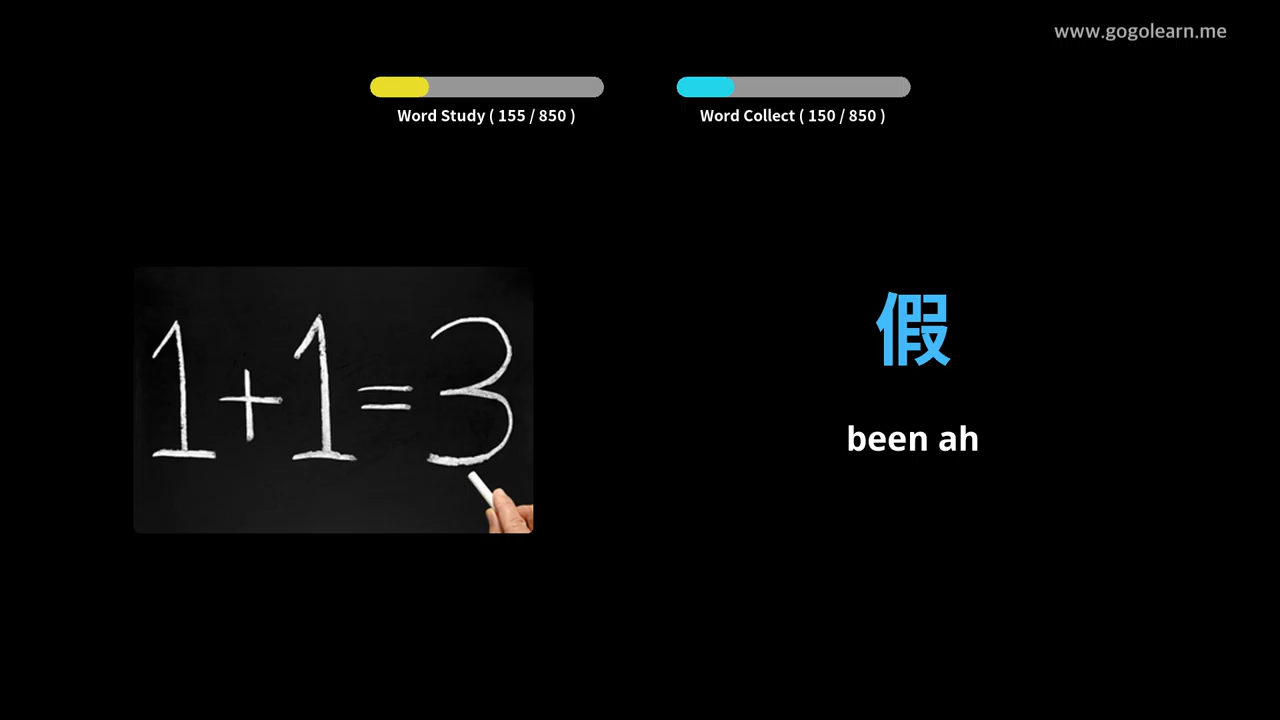 www.gogolearn.me
Word Study ( 155 / 850 )
Word Collect ( 150 / 850 )
1+1=3
假
been ah